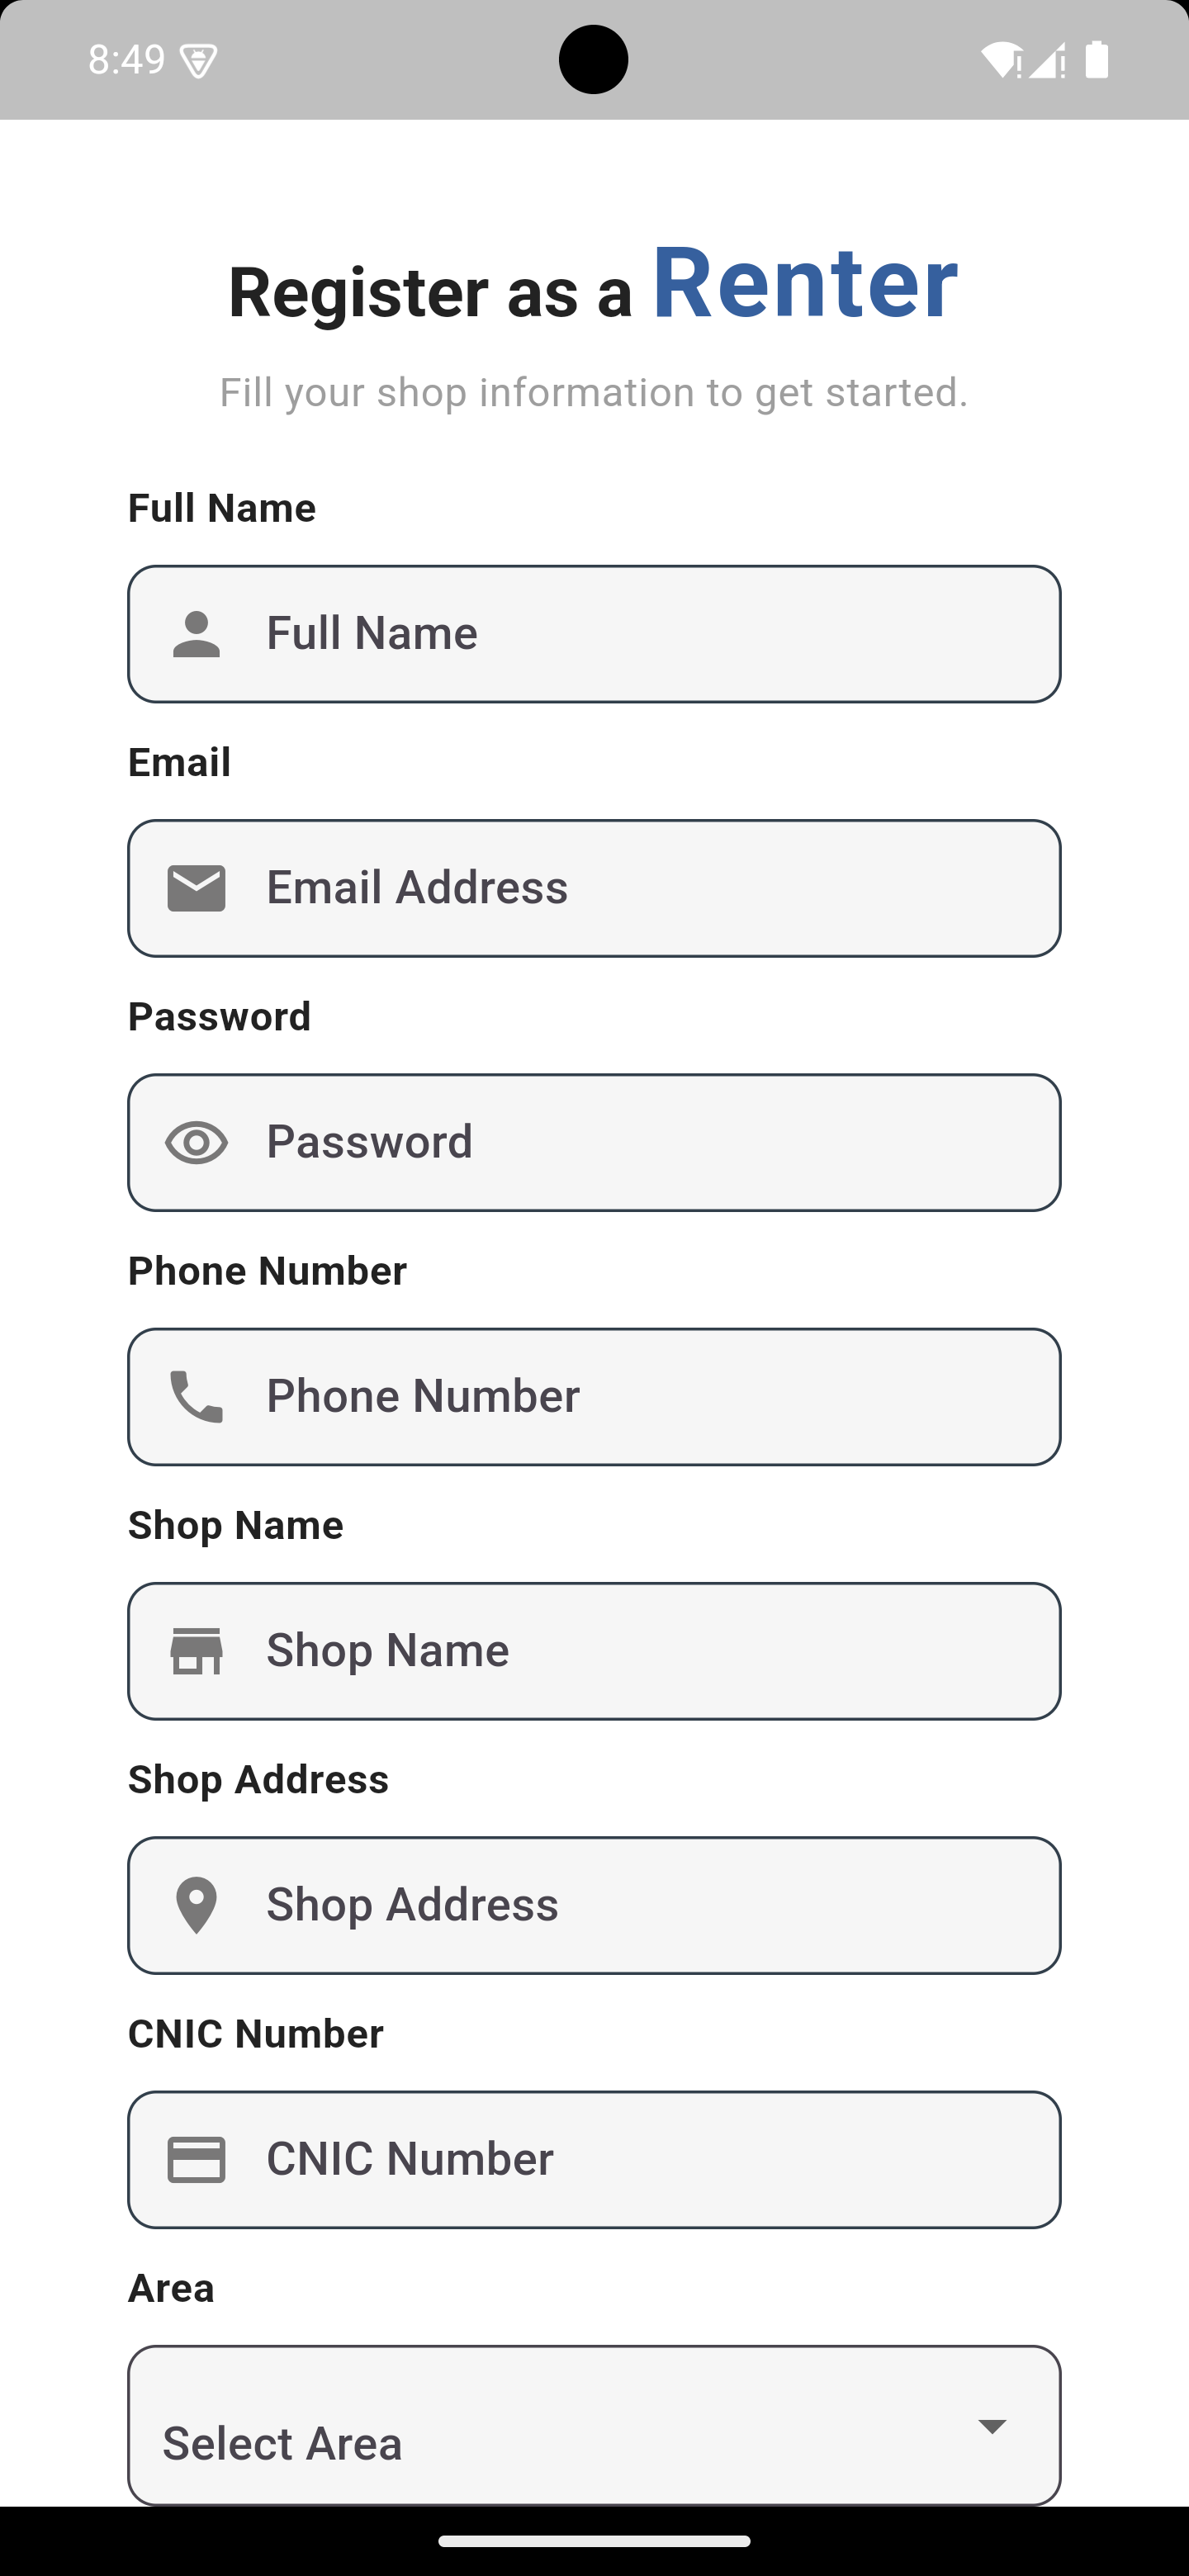 8:49
Register as a Renter
Fill your shop information to get started.
Full Name
Full Name
Email
Email Address
Password
Password
Phone Number
Phone Number
Shop Name
Shop Name
Shop Address
Shop Address
CNIC Number
CNIC Number
Area
Select Area